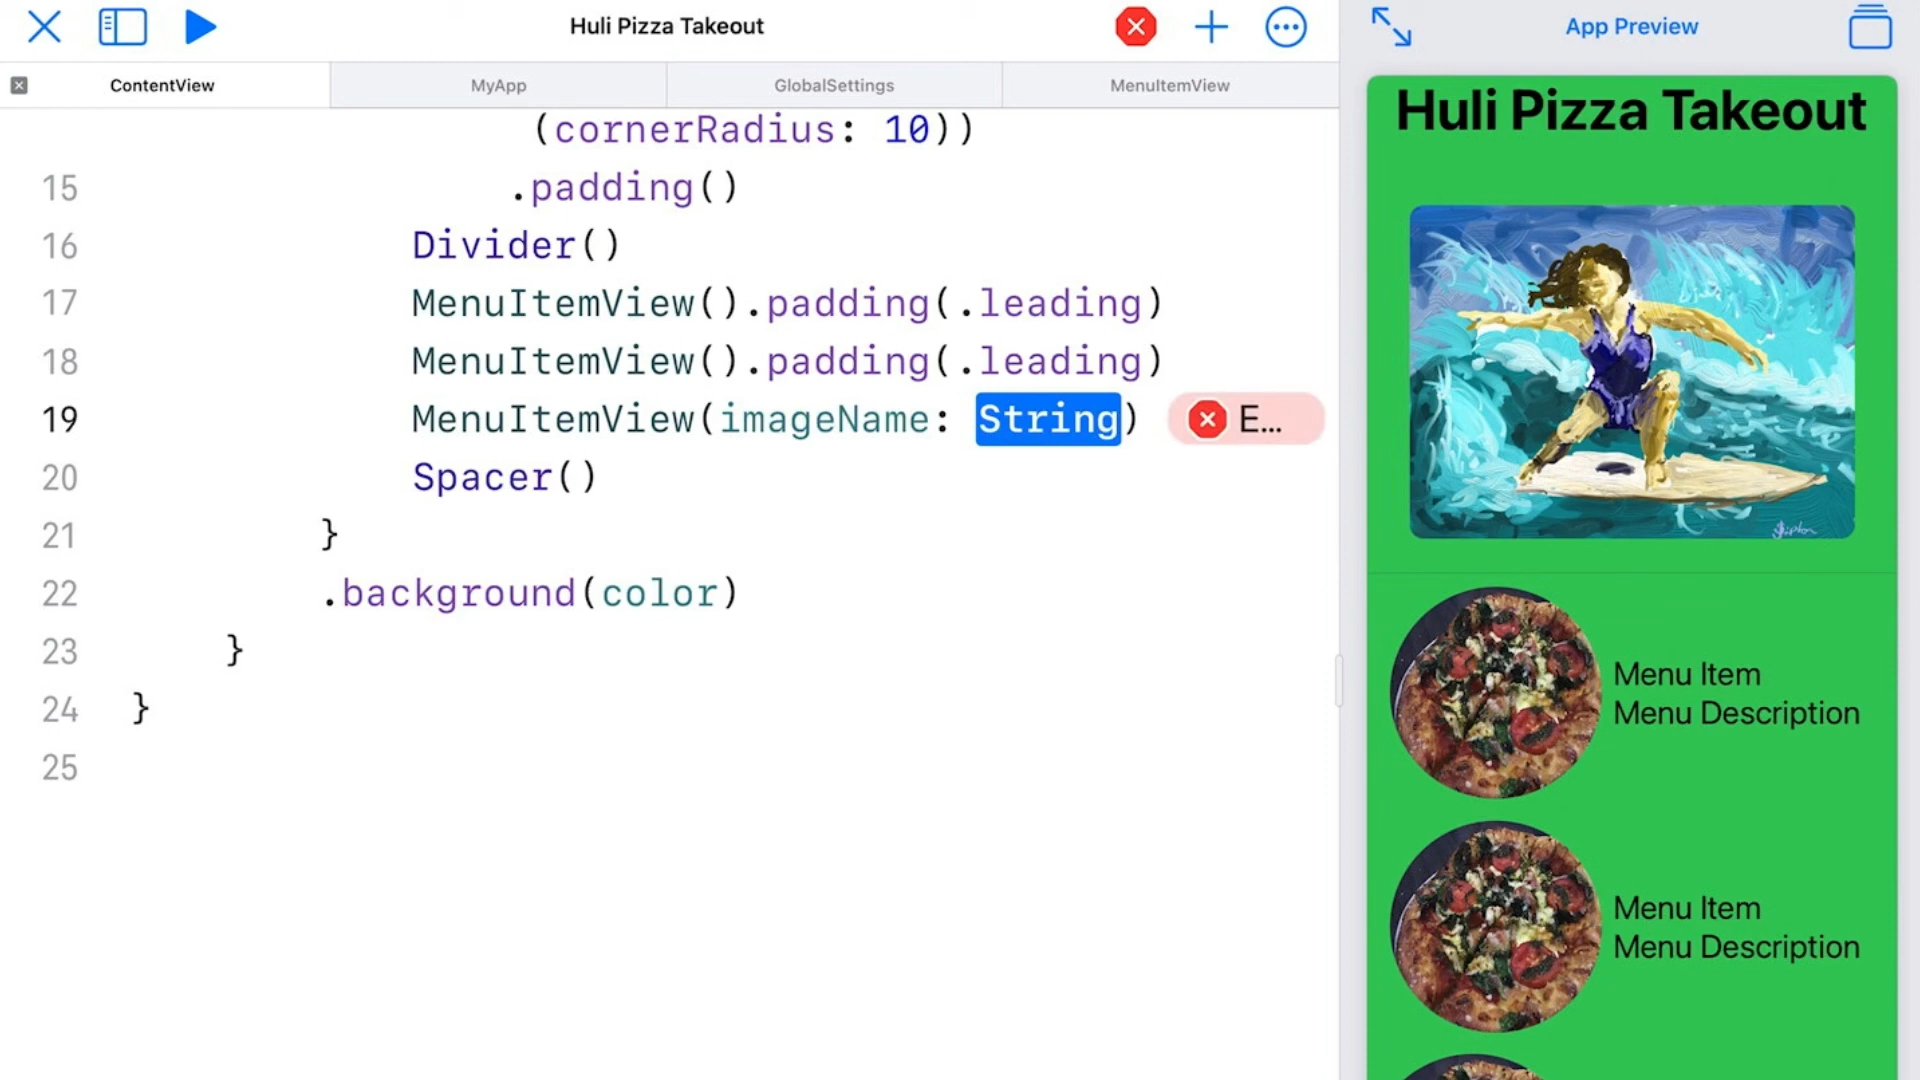 Huli Pizza Takeout
App Preview
ContentView
MyApp
GlobalSettings
MenuItemView
(cornerRadius: 10))
15 .padding()
16 Divider()
17 MenuItemView().padding(.leading)
18 MenuItemView().padding(.leading)
19 MenuItemView(imageName: String) E...
20 Spacer()
21 }
22 .background(color)
23 }
24 }
25
Huli Pizza Takeout
Menu Item
Menu Description
Menu Item
Menu Description